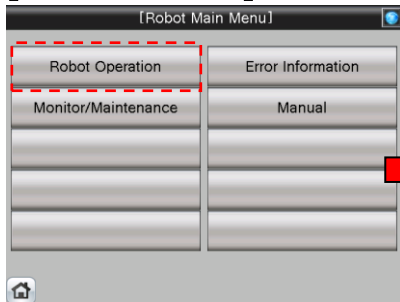 [Robot Main Menu]
Robot Operation
Error Information
Monitor/Maintenance
Manual